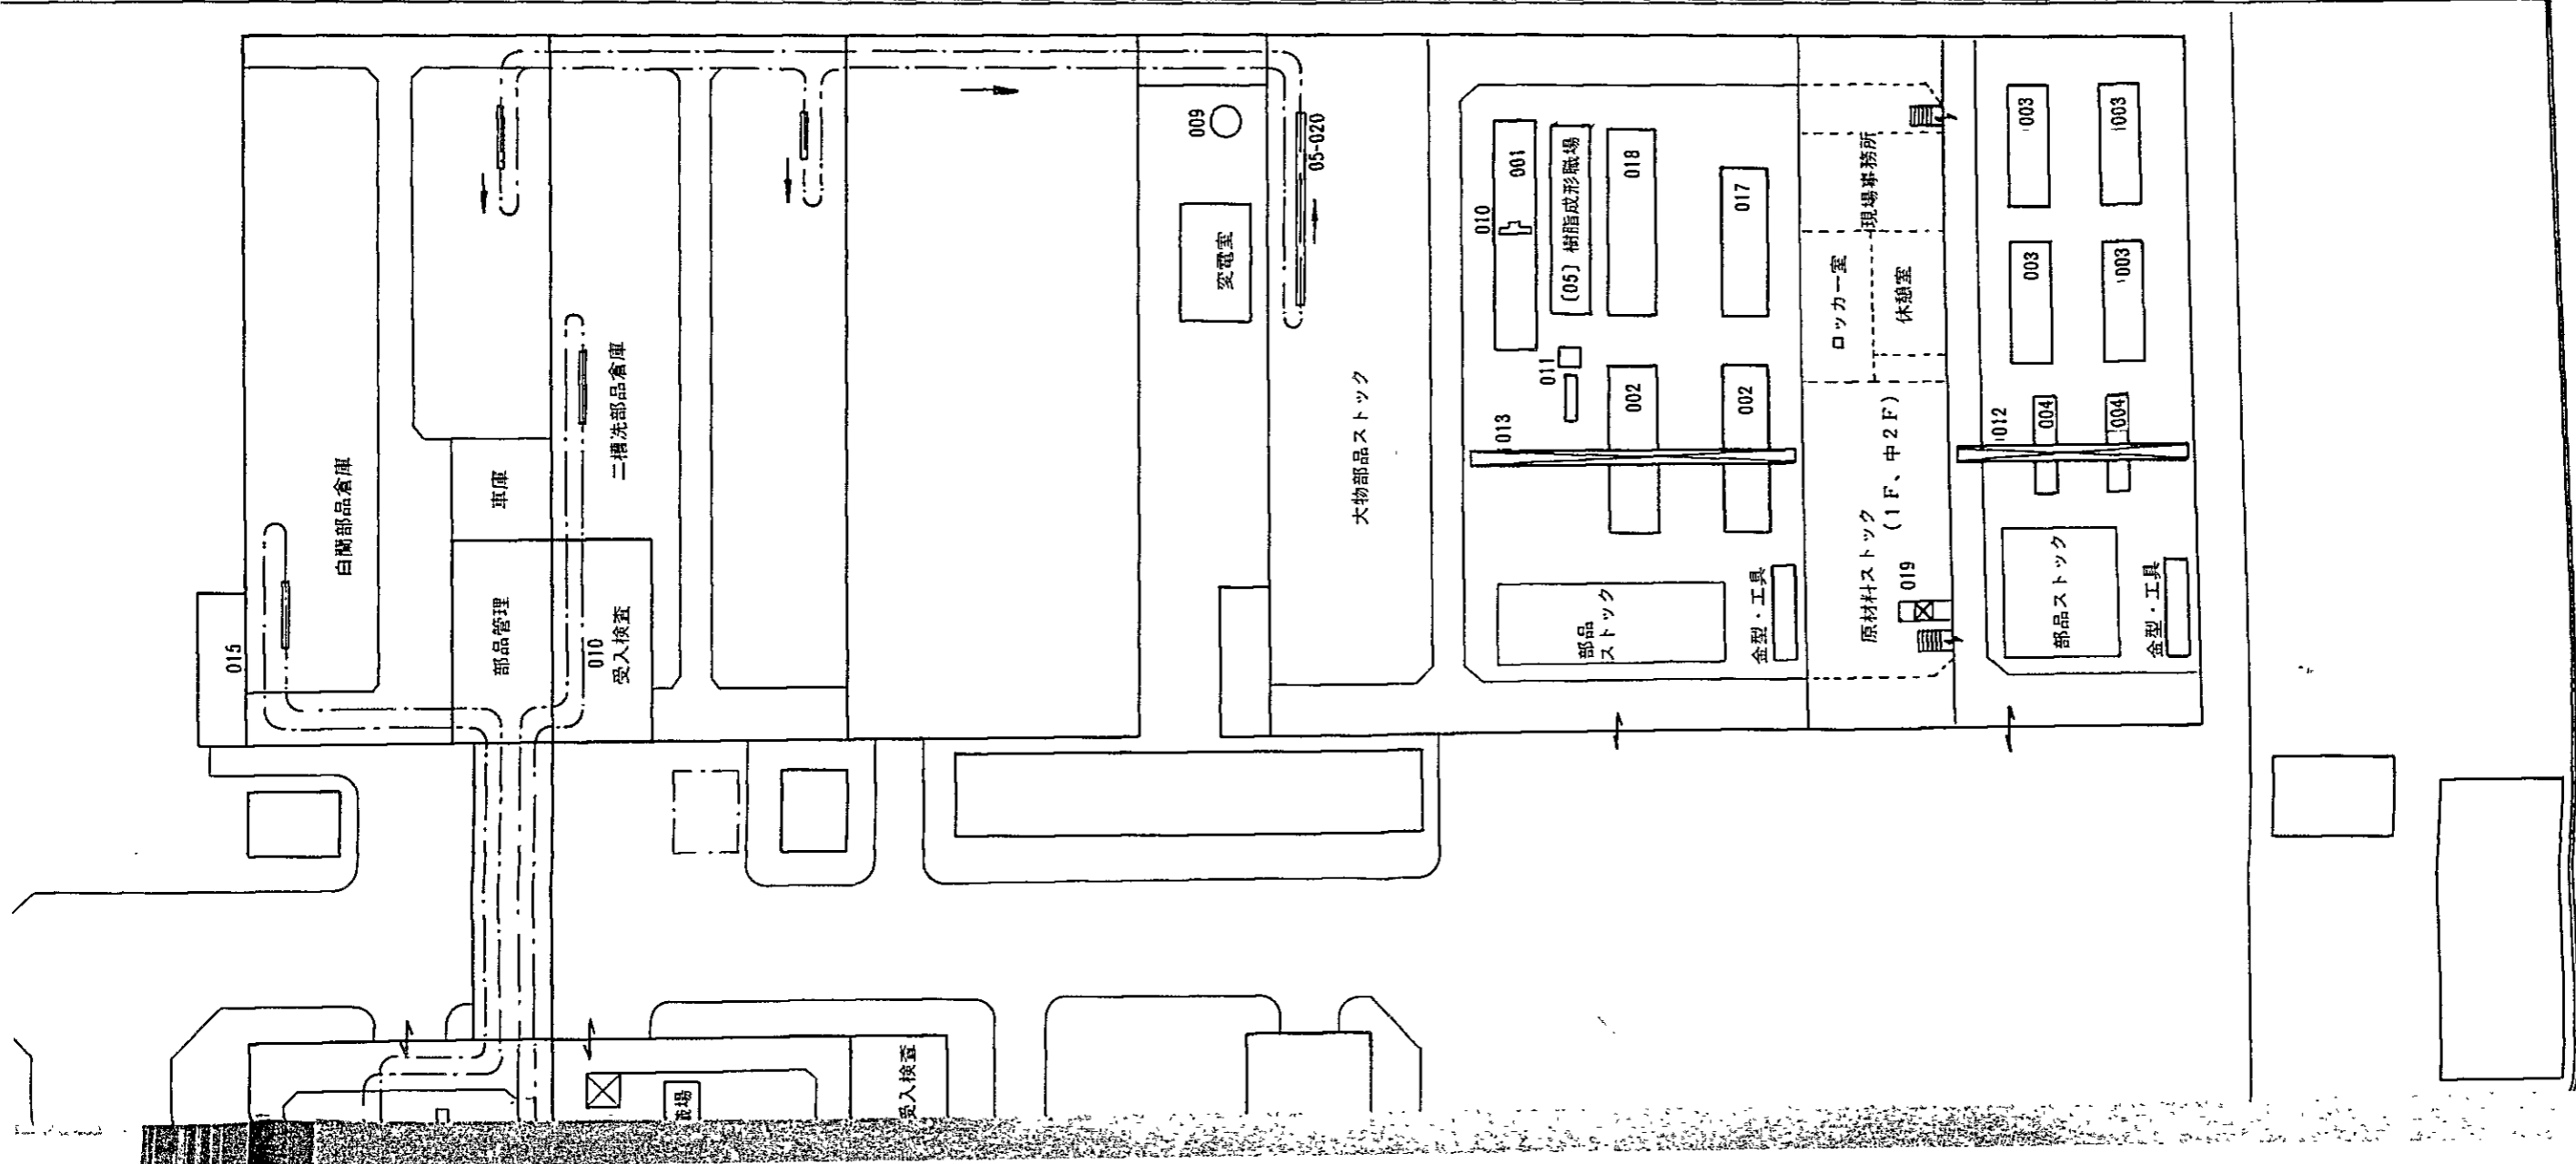 015
白蘭部品倉庫
車庫
部品管理
010
受入検査
二槽洗部品倉庫
009
変電室
05-020
大物部品ストック
010
001
[05] 樹脂成形職場
018
017
011
013
002
002
部品
ストック
金型・工具
現場事務所
ロッカー室
休憩室
原材料ストック
(1F、中2F)
019
003
003
003
003
012
004
004
部品ストック
金型・工具
職場
受入検査